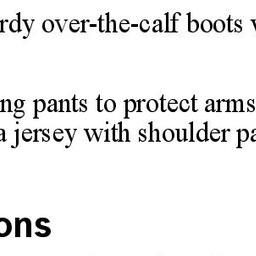 rdy over-the-calf boots
ng pants to protect arms
a jersey with shoulder pa
ons